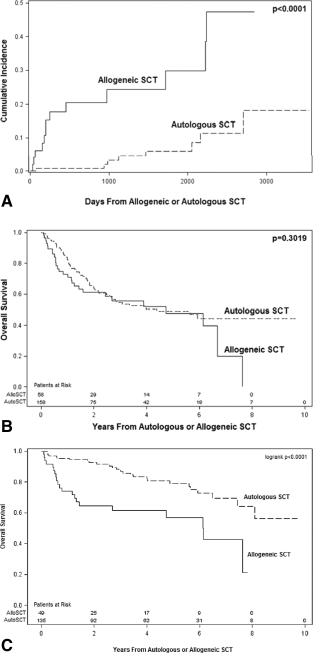 p<0.0001
0.5
0.4
0.3
0.2
0.1
0.0
Cumulative Incidence
Allogeneic SCT
Autologous SCT
0 1000 2000 3000
A
Days From Allogeneic or Autologous SCT
p=0.3019
1.0
0.8
0.6
0.4
0.2
0.0
Overall Survival
Autologous SCT
Allogeneic SCT
Patients at Risk
AlloSCT 58 29 14 7 0
AutoSCT 159 75 42 18 7 0
0 2 4 6 8 10
B
Years From Autologous or Allogeneic SCT
logrank p<0.0001
1.0
0.8
0.6
0.4
0.2
0.0
Overall Survival
Autologous SCT
Allogeneic SCT
Patients at Risk
AlloSCT 49 25 17 9 0
AutoSCT 135 92 62 31 8 0
0 2 4 6 8 10
C
Years From Autologous or Allogeneic SCT